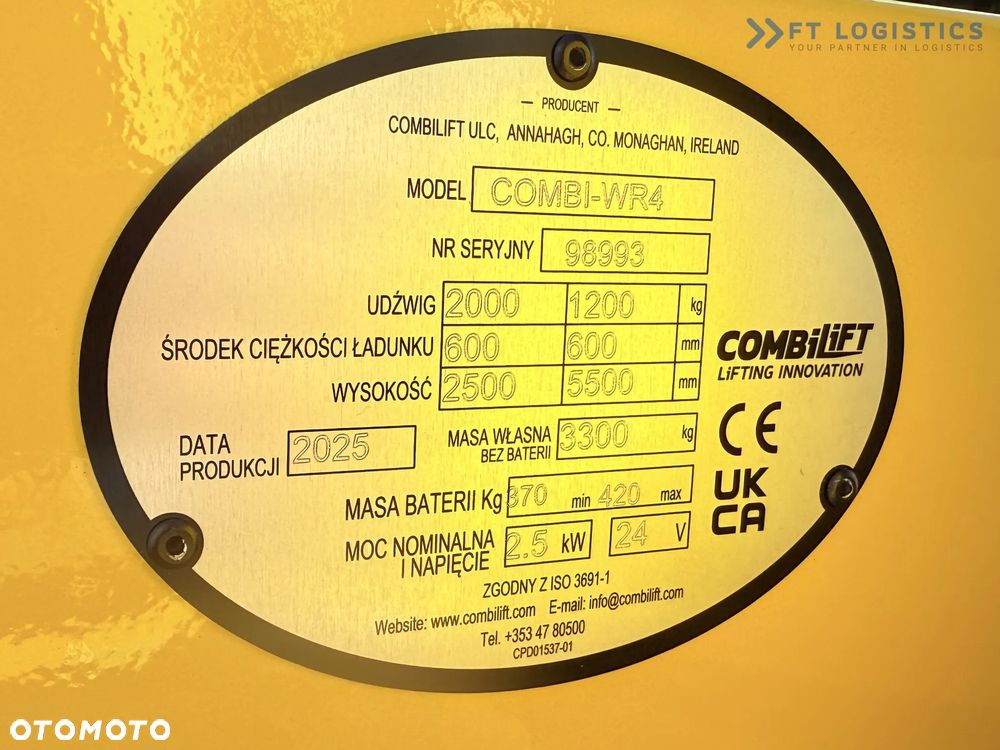 FT LOGISTICS
YOUR PARTNER IN LOGISTICS
— PRODUCENT —
COMBILIFT ULC, ANNAHAGH, CO. MONAGHAN, IRELAND
MODEL COMBI-WR4
NR SERYJNY 98993
UDŹWIG 2000 1200 kg
ŚRODEK CIĘŻKOŚCI ŁADUNKU 600 600 mm
WYSOKOŚĆ 2500 5500 mm
COMBiLiFT
LiFTING INNOVATION
DATA PRODUKCJI 2025
MASA WŁASNA BEZ BATERII 3300 kg
CE
MASA BATERII Kg 370 min 420 max
UK
CA
MOC NOMINALNA I NAPIĘCIE 2.5 kW 24 V
ZGODNY Z ISO 3691-1
Website: www.combilift.com E-mail: info@combilift.com
Tel. +353 47 80500
CPD01537-01
OTOMOTO